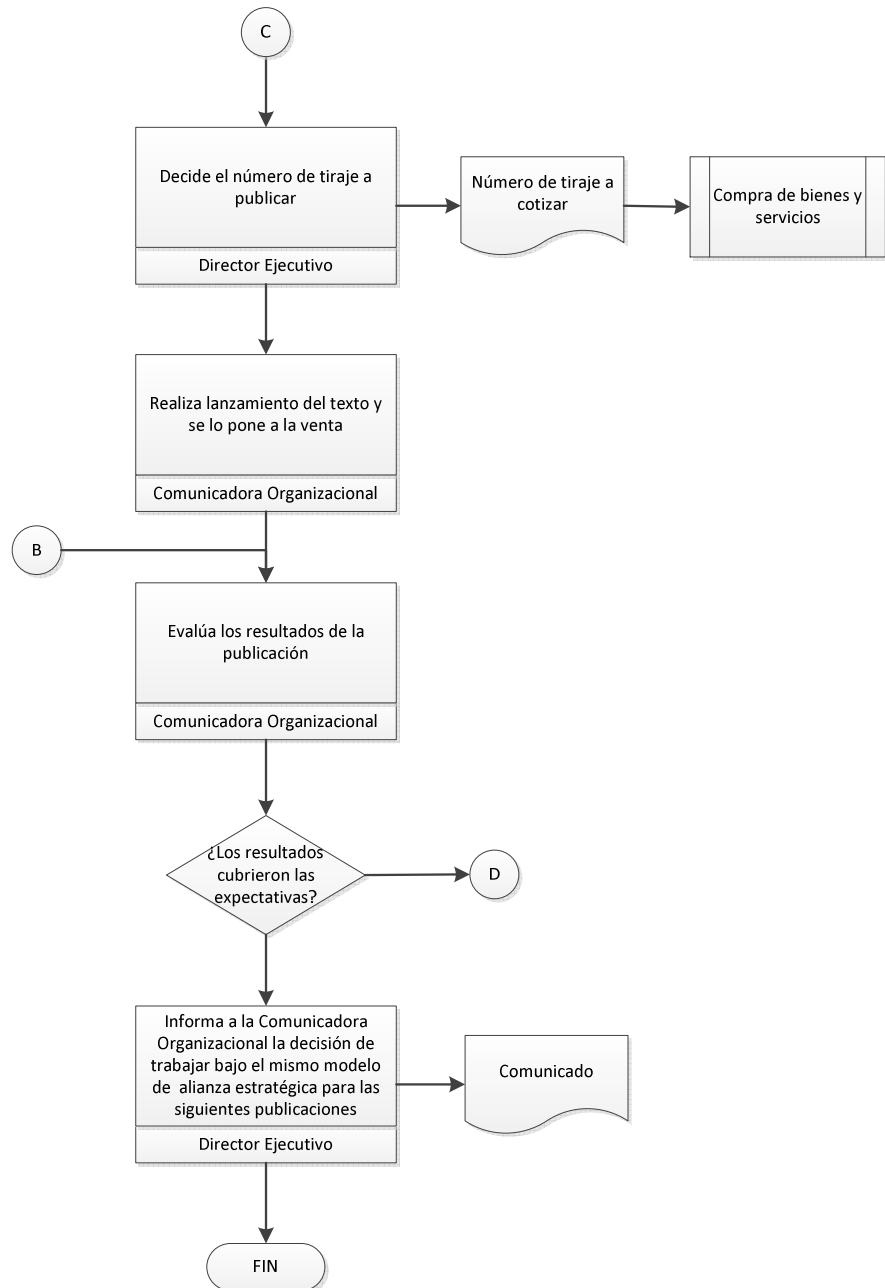 C
Decide el número de tiraje a
publicar
Director Ejecutivo
Número de tiraje a
cotizar
Compra de bienes y
servicios
Realiza lanzamiento del texto y
se lo pone a la venta
Comunicadora Organizacional
B
Evalúa los resultados de la
publicación
Comunicadora Organizacional
¿Los resultados
cubrieron las
expectativas?
D
Informa a la Comunicadora
Organizacional la decisión de
trabajar bajo el mismo modelo
de alianza estratégica para las
siguientes publicaciones
Director Ejecutivo
Comunicado
FIN